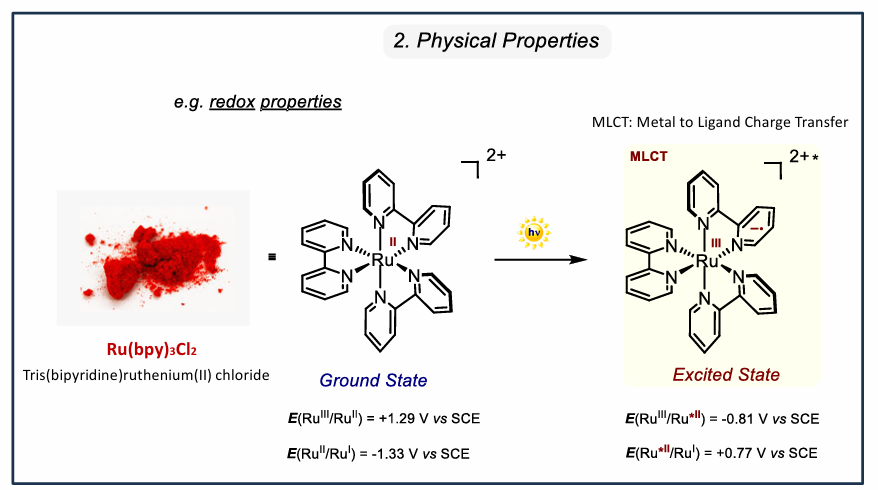 2. Physical Properties
e.g. redox properties
MLCT: Metal to Ligand Charge Transfer
2+
MLCT
2+*
N
N
II
N
N
Ru
N
N
hν
N
N
III
−•
N
N
Ru
N
N
≡
Ru(bpy)₃Cl₂
Tris(bipyridine)ruthenium(II) chloride
Ground State
Excited State
E(Ruᴵᴵᴵ/Ruᴵᴵ) = +1.29 V vs SCE
E(Ruᴵᴵ/Ruᴵ) = -1.33 V vs SCE
E(Ruᴵᴵᴵ/Ru*ᴵᴵ) = -0.81 V vs SCE
E(Ru*ᴵᴵ/Ruᴵ) = +0.77 V vs SCE